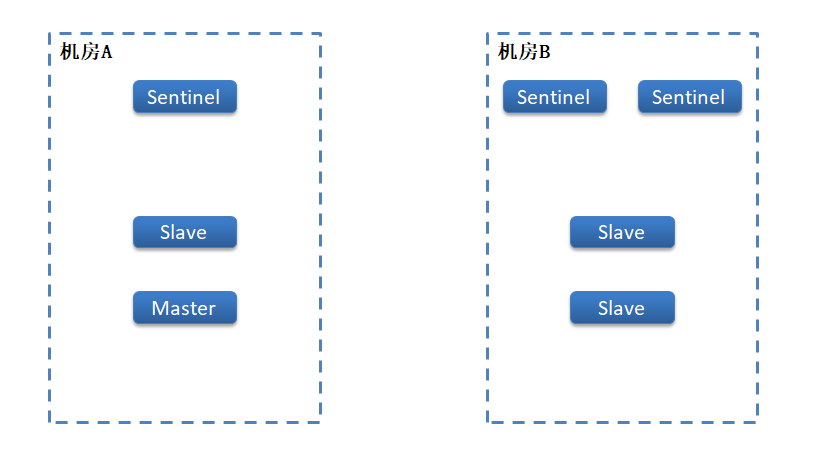 机房A
Sentinel
Slave
Master
机房B
Sentinel
Sentinel
Slave
Slave